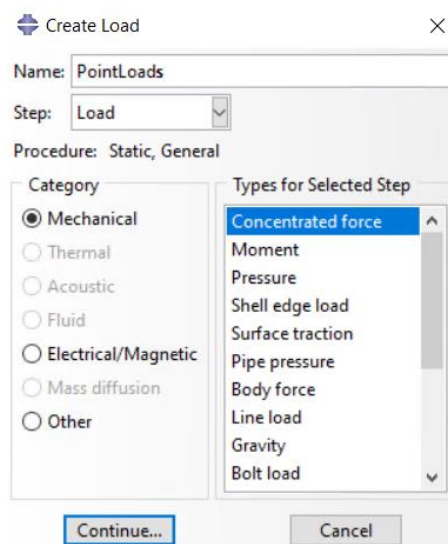 Create Load
Name: PointLoads
Step: Load
Procedure: Static, General
Category
Mechanical
Thermal
Acoustic
Fluid
Electrical/Magnetic
Mass diffusion
Other
Types for Selected Step
Concentrated force
Moment
Pressure
Shell edge load
Surface traction
Pipe pressure
Body force
Line load
Gravity
Bolt load
Continue...
Cancel